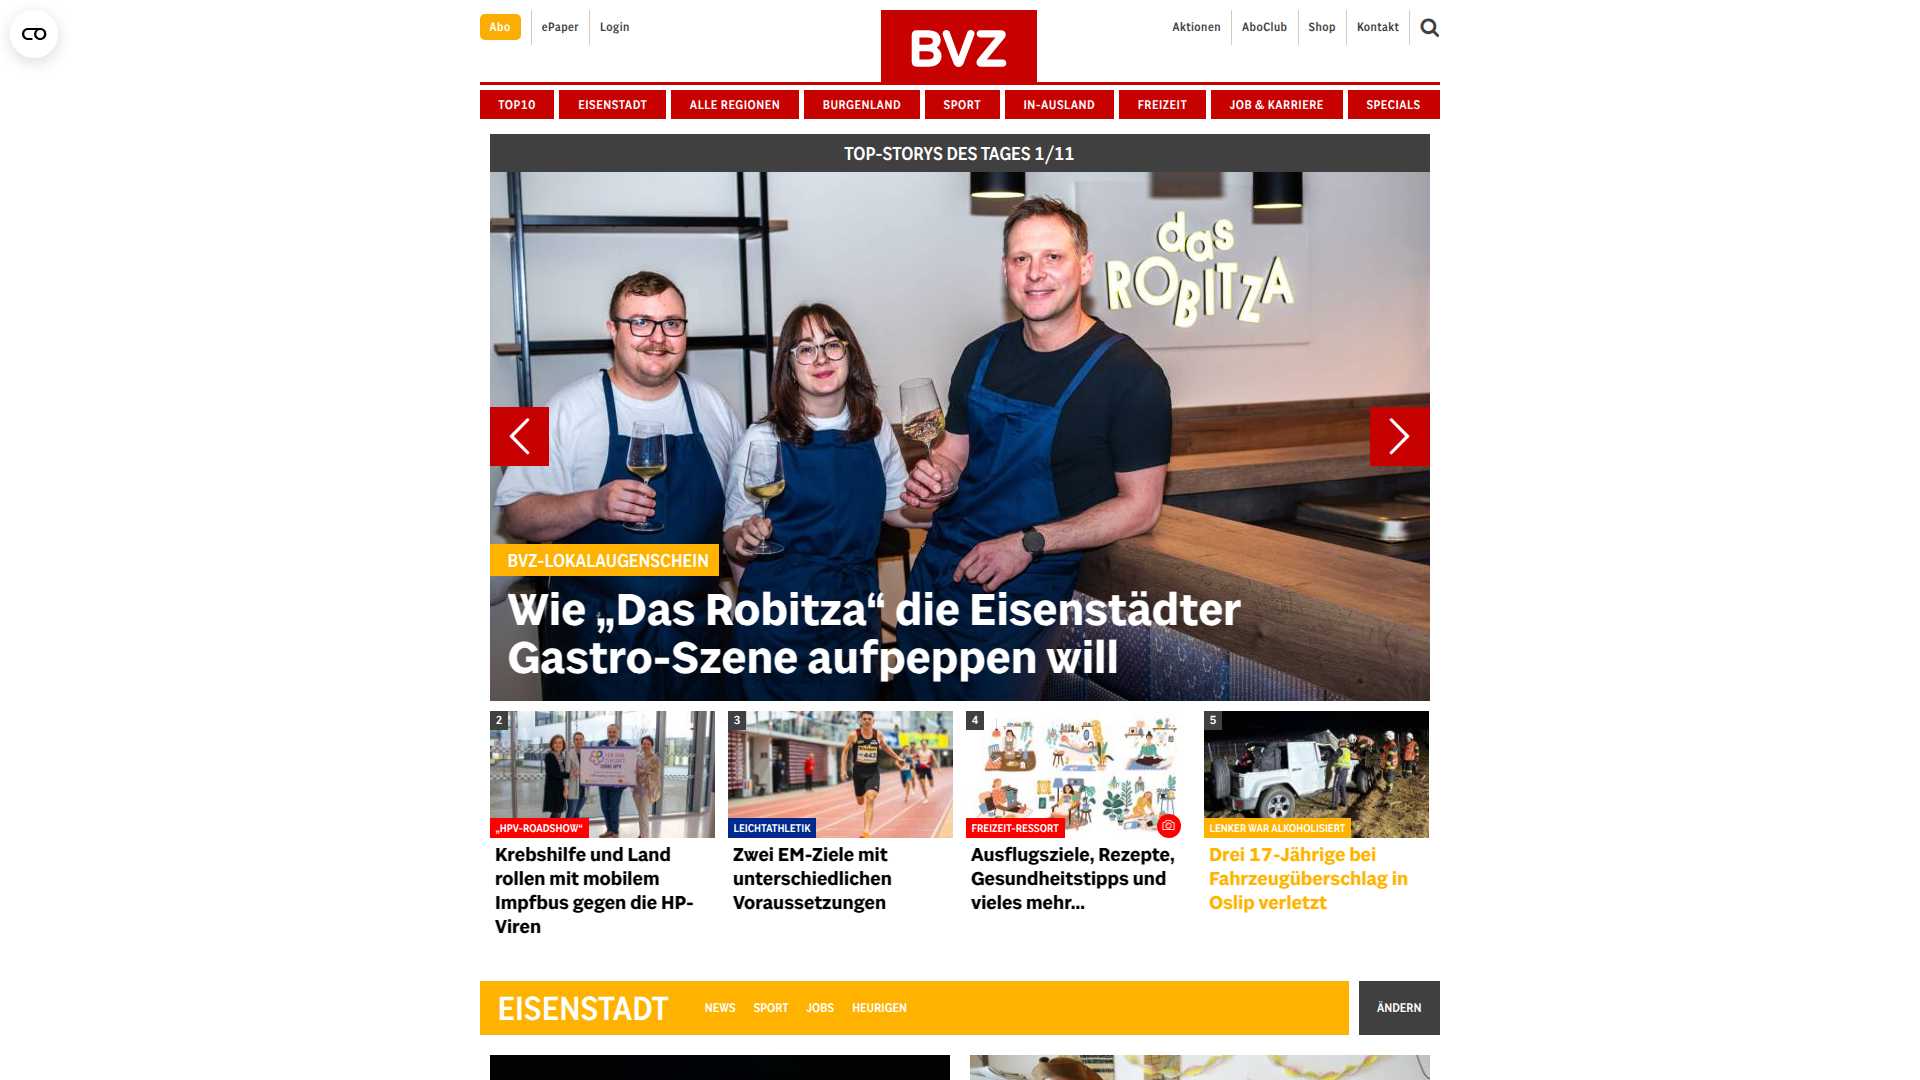 Abo
ePaper
Login
BVZ
Aktionen
AboClub
Shop
Kontakt
TOP10
EISENSTADT
ALLE REGIONEN
BURGENLAND
SPORT
IN-AUSLAND
FREIZEIT
JOB & KARRIERE
SPECIALS
TOP-STORYS DES TAGES 1/11
das
ROBITZA
BVZ-LOKALAUGENSCHEIN
Wie „Das Robitza“ die Eisenstädter
Gastro-Szene aufpeppen will
2
„HPV-ROADSHOW“
Krebshilfe und Land
rollen mit mobilem
Impfbus gegen die HP-
Viren
3
LEICHTATHLETIK
Zwei EM-Ziele mit
unterschiedlichen
Voraussetzungen
4
FREIZEIT-RESSORT
Ausflugsziele, Rezepte,
Gesundheitstipps und
vieles mehr...
5
LENKER WAR ALKOHOLISIERT
Drei 17-Jährige bei
Fahrzeugüberschlag in
Oslip verletzt
EISENSTADT
NEWS
SPORT
JOBS
HEURIGEN
ÄNDERN